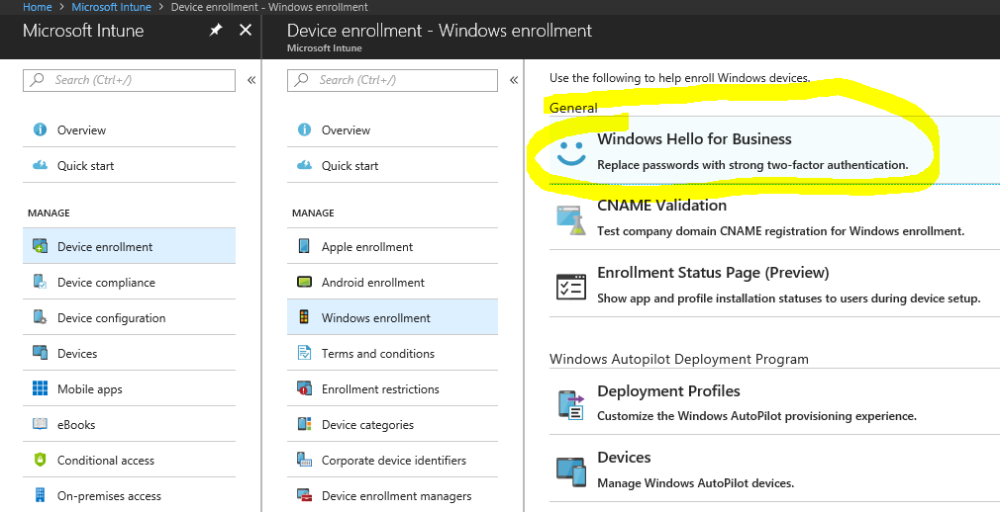 Home > Microsoft Intune > Device enrollment - Windows enrollment
Microsoft Intune
Device enrollment - Windows enrollment
Microsoft Intune
Search (Ctrl+/)
Overview
Quick start
MANAGE
Device enrollment
Device compliance
Device configuration
Devices
Mobile apps
eBooks
Conditional access
On-premises access
Search (Ctrl+/)
Overview
Quick start
MANAGE
Apple enrollment
Android enrollment
Windows enrollment
Terms and conditions
Enrollment restrictions
Device categories
Corporate device identifiers
Device enrollment managers
Use the following to help enroll Windows devices.
General
Windows Hello for Business
Replace passwords with strong two-factor authentication.
CNAME Validation
Test company domain CNAME registration for Windows enrollment.
Enrollment Status Page (Preview)
Show app and profile installation statuses to users during device setup.
Windows Autopilot Deployment Program
Deployment Profiles
Customize the Windows AutoPilot provisioning experience.
Devices
Manage Windows AutoPilot devices.